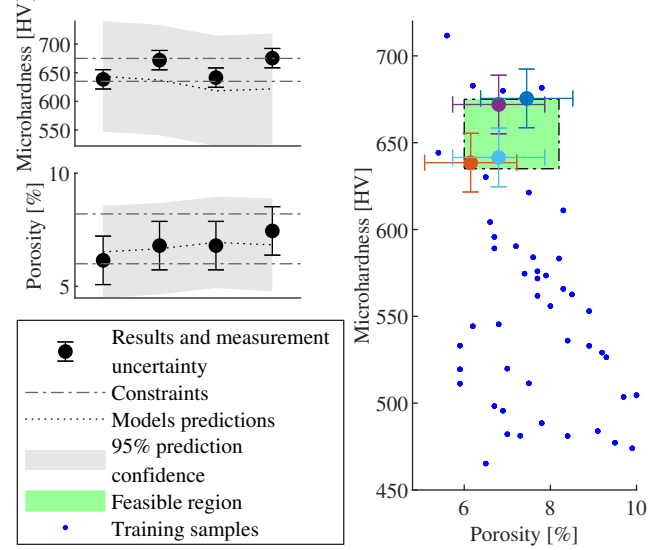 Microhardness [HV]
700
650
600
550
Porosity [%]
10
5
Results and measurement
uncertainty
Constraints
Models predictions
95% prediction
confidence
Feasible region
Training samples
Microhardness [HV]
700
650
600
550
500
450
6
8
10
Porosity [%]